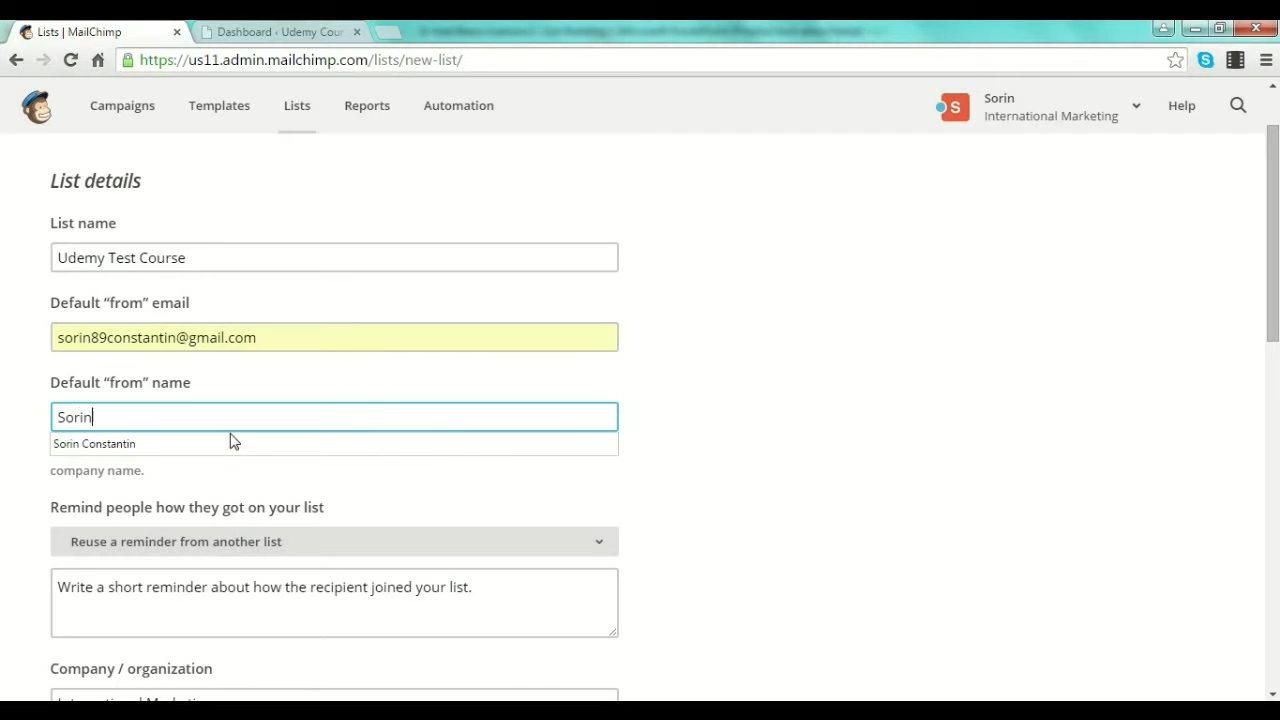 Lists | MailChimp
Dashboard ‹ Udemy Cour
https://us11.admin.mailchimp.com/lists/new-list/
Campaigns Templates Lists Reports Automation
S
Sorin
International Marketing
Help
List details
List name
Udemy Test Course
Default “from” email
sorin89constantin@gmail.com
Default “from” name
Sorin
Sorin Constantin
company name.
Remind people how they got on your list
Reuse a reminder from another list
Write a short reminder about how the recipient joined your list.
Company / organization